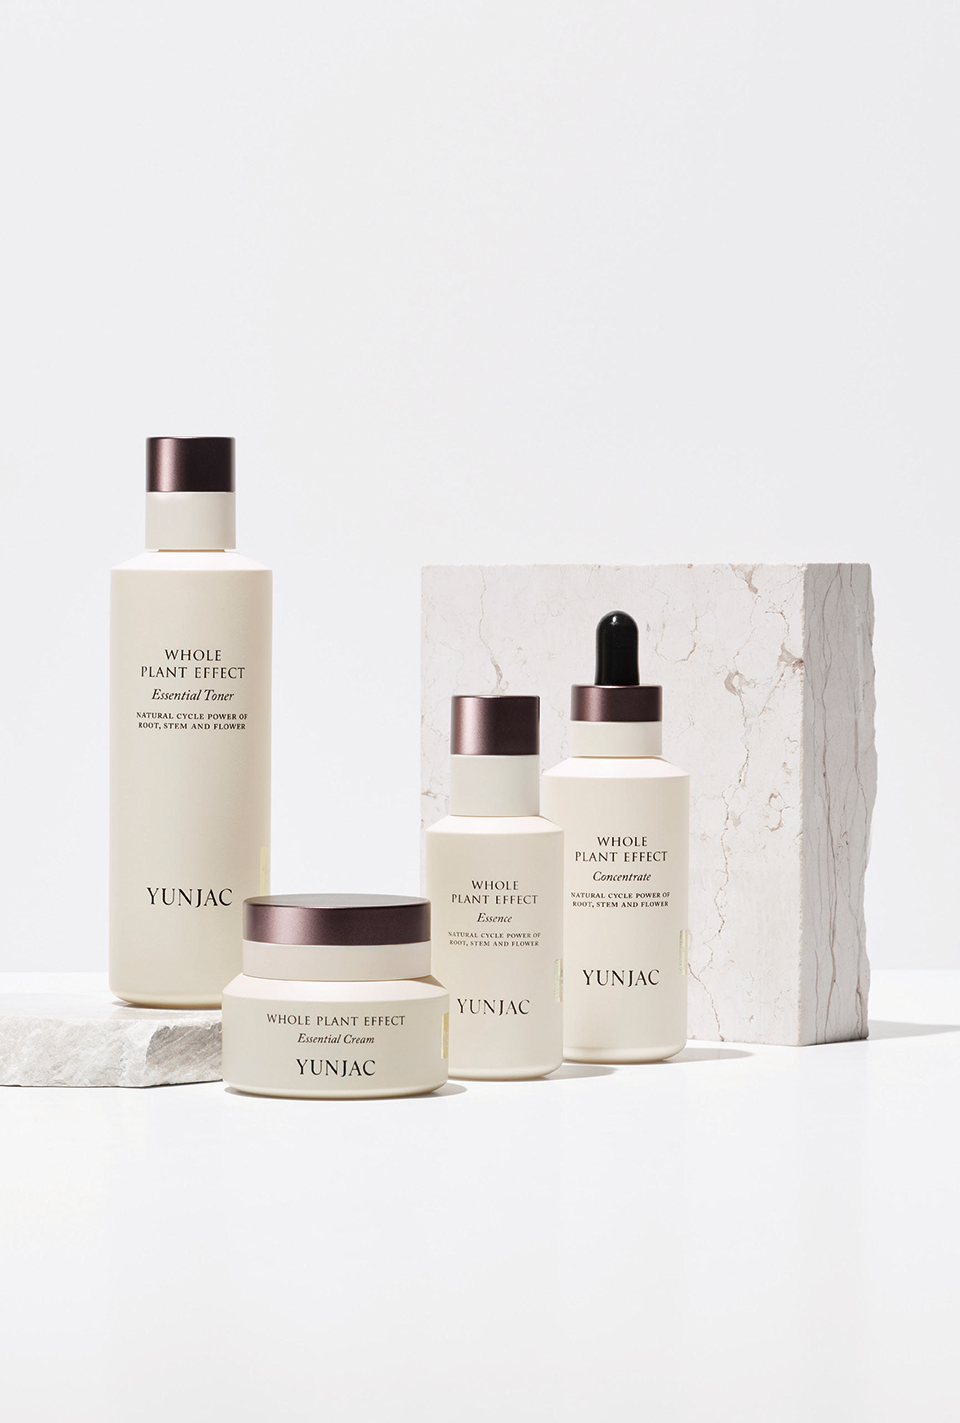 WHOLE
PLANT EFFECT
Essential Toner
NATURAL CYCLE POWER OF
ROOT, STEM AND FLOWER
YUNJAC
WHOLE PLANT EFFECT
Essential Cream
YUNJAC
WHOLE
PLANT EFFECT
Essence
NATURAL CYCLE POWER OF
ROOT, STEM AND FLOWER
YUNJAC
WHOLE
PLANT EFFECT
Concentrate
NATURAL CYCLE POWER OF
ROOT, STEM AND FLOWER
YUNJAC